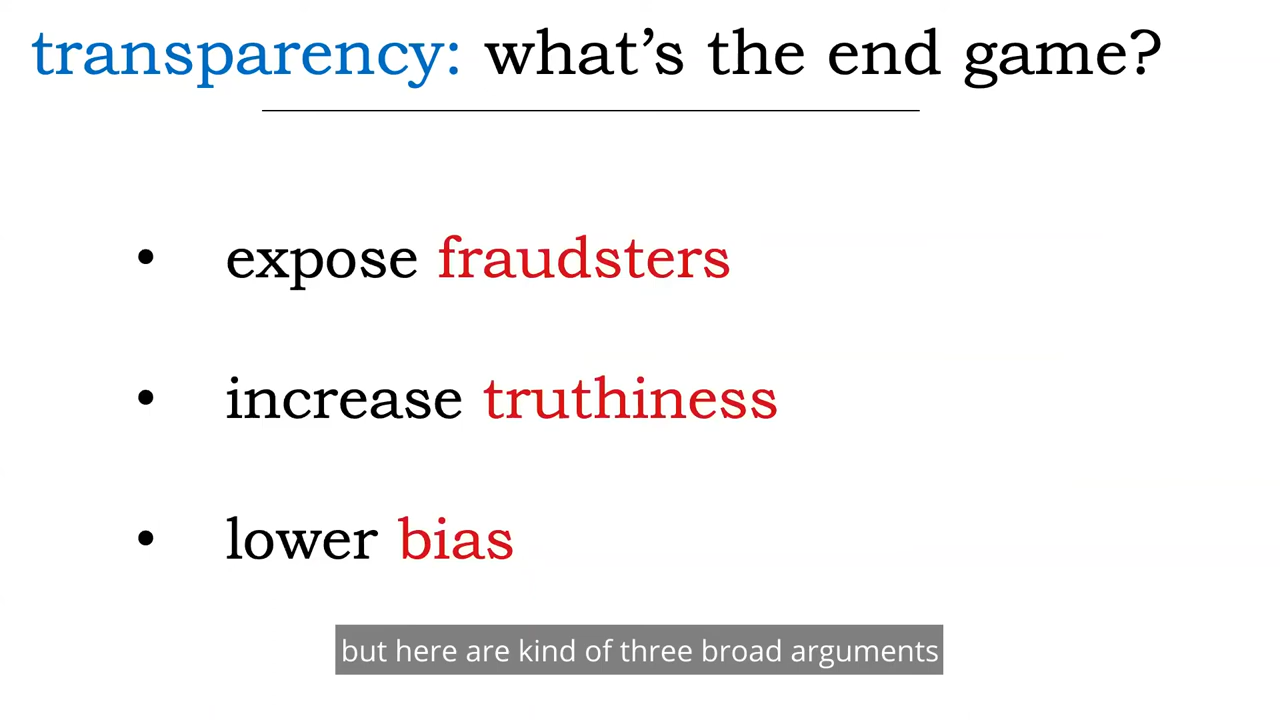 transparency: what’s the end game?
• expose fraudsters
• increase truthiness
• lower bias
but here are kind of three broad arguments